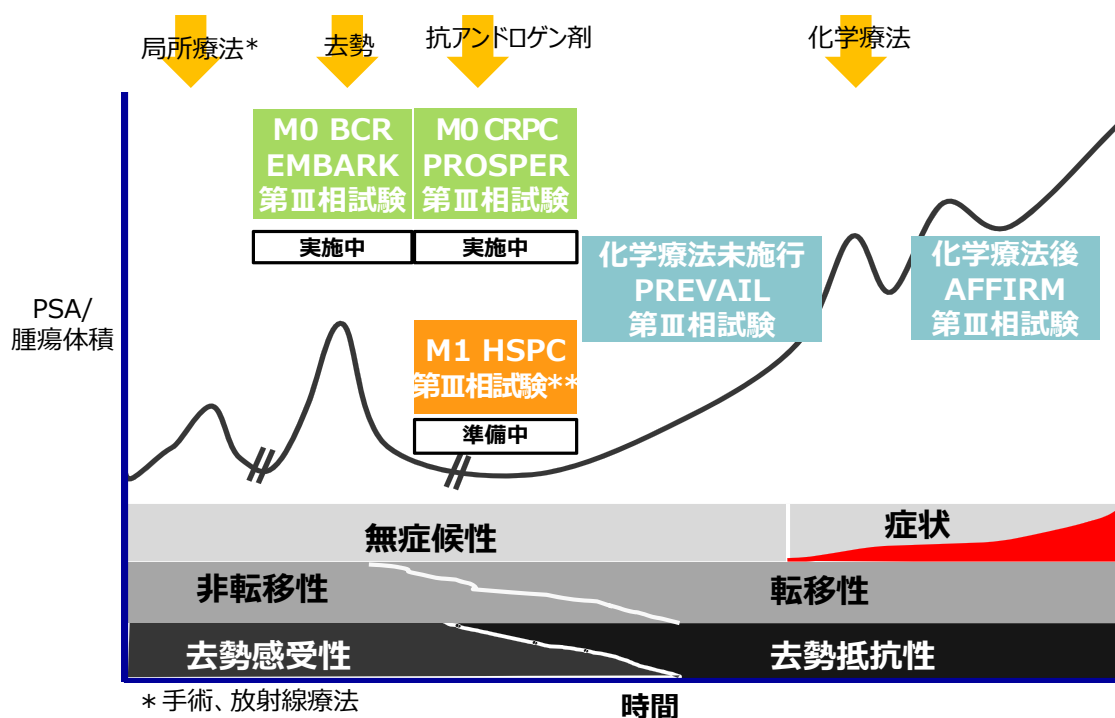 局所療法*
去勢
抗アンドロゲン剤
化学療法
M0 BCR
EMBARK
第Ⅲ相試験
実施中
M0 CRPC
PROSPER
第Ⅲ相試験
実施中
化学療法未施行
PREVAIL
第Ⅲ相試験
化学療法後
AFFIRM
第Ⅲ相試験
PSA/
腫瘍体積
M1 HSPC
第Ⅲ相試験**
準備中
無症候性
症状
非転移性
転移性
去勢感受性
去勢抵抗性
*手術、放射線療法
時間